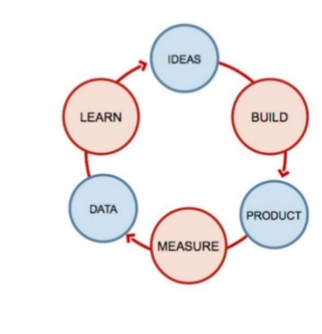 IDEAS
BUILD
PRODUCT
MEASURE
DATA
LEARN